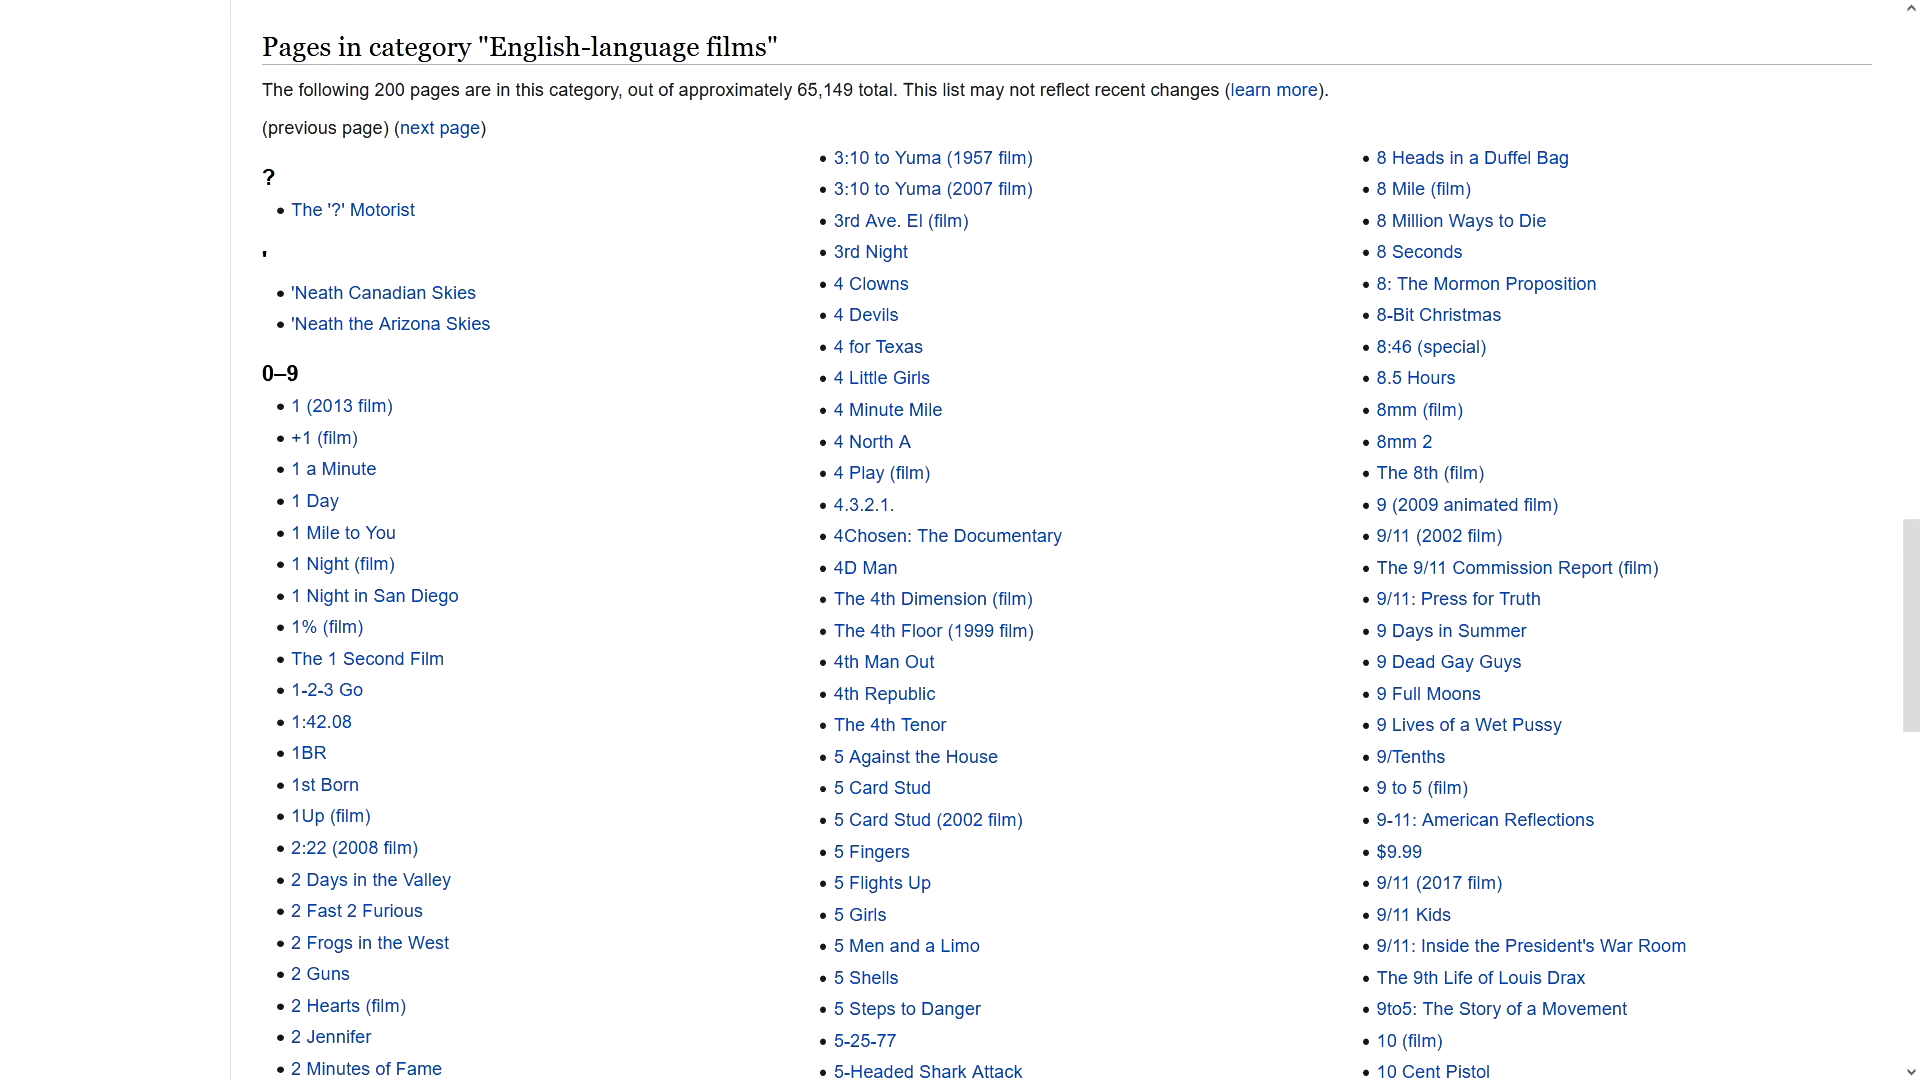 Pages in category "English-language films"
The following 200 pages are in this category, out of approximately 65,149 total. This list may not reflect recent changes (learn more).
(previous page) (next page)
?
The '?' Motorist
'
'Neath Canadian Skies
'Neath the Arizona Skies
0–9
1 (2013 film)
+1 (film)
1 a Minute
1 Day
1 Mile to You
1 Night (film)
1 Night in San Diego
1% (film)
The 1 Second Film
1-2-3 Go
1:42.08
1BR
1st Born
1Up (film)
2:22 (2008 film)
2 Days in the Valley
2 Fast 2 Furious
2 Frogs in the West
2 Guns
2 Hearts (film)
2 Jennifer
2 Minutes of Fame
3:10 to Yuma (1957 film)
3:10 to Yuma (2007 film)
3rd Ave. El (film)
3rd Night
4 Clowns
4 Devils
4 for Texas
4 Little Girls
4 Minute Mile
4 North A
4 Play (film)
4.3.2.1.
4Chosen: The Documentary
4D Man
The 4th Dimension (film)
The 4th Floor (1999 film)
4th Man Out
4th Republic
The 4th Tenor
5 Against the House
5 Card Stud
5 Card Stud (2002 film)
5 Fingers
5 Flights Up
5 Girls
5 Men and a Limo
5 Shells
5 Steps to Danger
5-25-77
5-Headed Shark Attack
8 Heads in a Duffel Bag
8 Mile (film)
8 Million Ways to Die
8 Seconds
8: The Mormon Proposition
8-Bit Christmas
8:46 (special)
8.5 Hours
8mm (film)
8mm 2
The 8th (film)
9 (2009 animated film)
9/11 (2002 film)
The 9/11 Commission Report (film)
9/11: Press for Truth
9 Days in Summer
9 Dead Gay Guys
9 Full Moons
9 Lives of a Wet Pussy
9/Tenths
9 to 5 (film)
9-11: American Reflections
$9.99
9/11 (2017 film)
9/11 Kids
9/11: Inside the President's War Room
The 9th Life of Louis Drax
9to5: The Story of a Movement
10 (film)
10 Cent Pistol